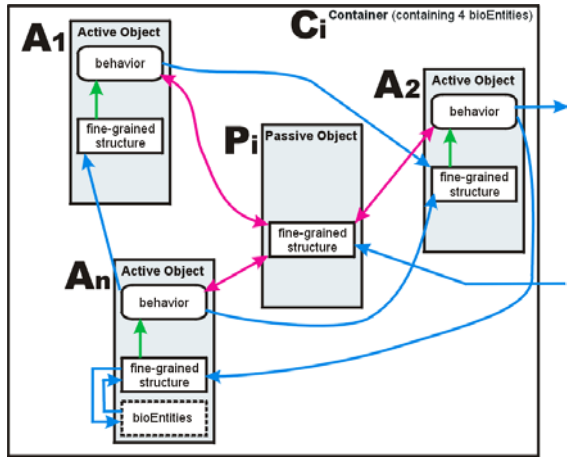 Ci Container (containing 4 bioEntities)
A1 Active Object
behavior
fine-grained
structure
A2 Active Object
behavior
fine-grained
structure
Pi Passive Object
fine-grained
structure
An Active Object
behavior
fine-grained
structure
bioEntities